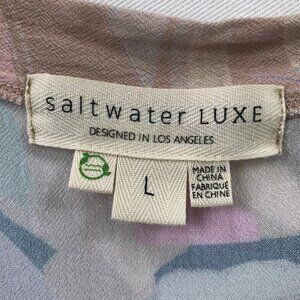 saltwater LUXE
DESIGNED IN LOS ANGELES
L
MADE IN
CHINA
FABRIQUÉ
EN CHINE